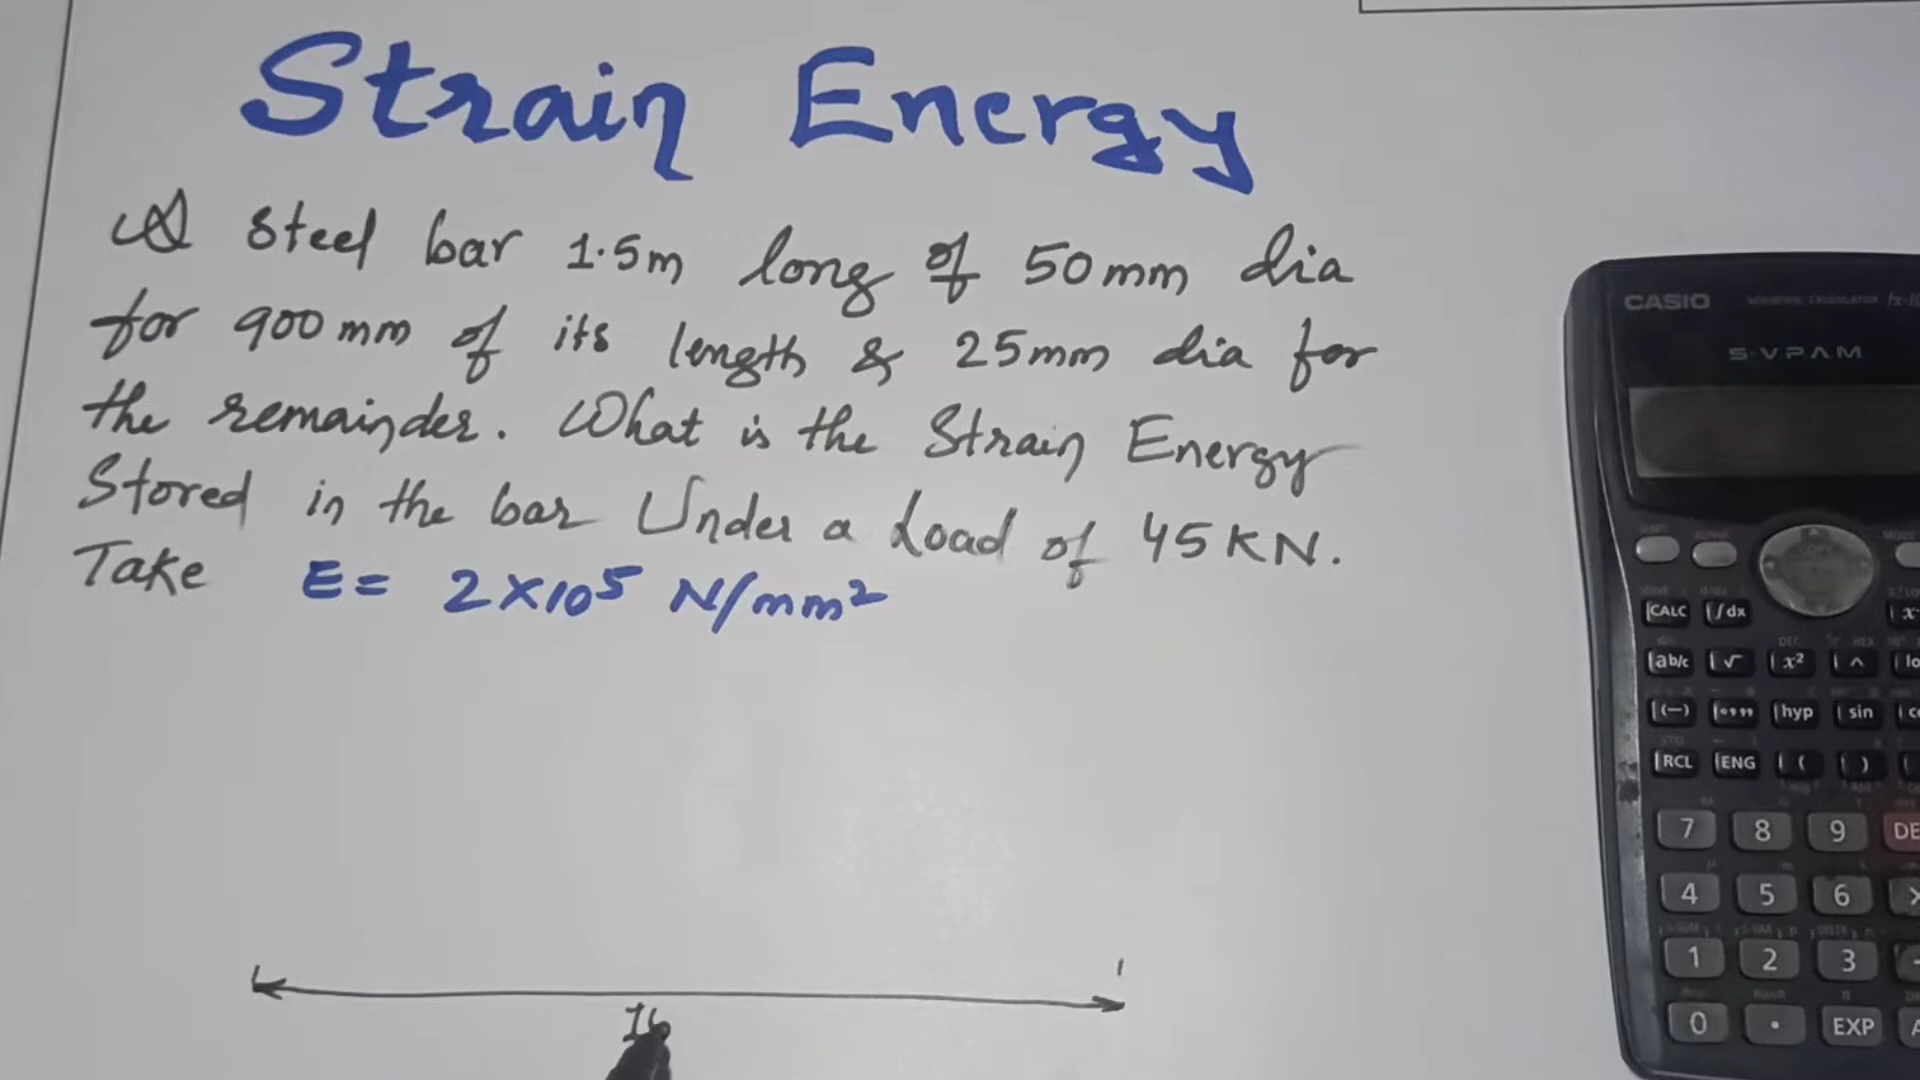 Strain Energy
A steel bar 1.5m long of 50mm dia
for 900mm of its length & 25mm dia for
the remainder. What is the Strain Energy
Stored in the bar Under a Load of 45KN.
Take E= 2×10⁵ N/mm²
CASIO
S-VPAM
CALC ∫dx
ab/c √ x² ^
(-) °'" hyp sin
RCL ENG ( )
7 8 9
4 5 6
1 2 3
0 . EXP